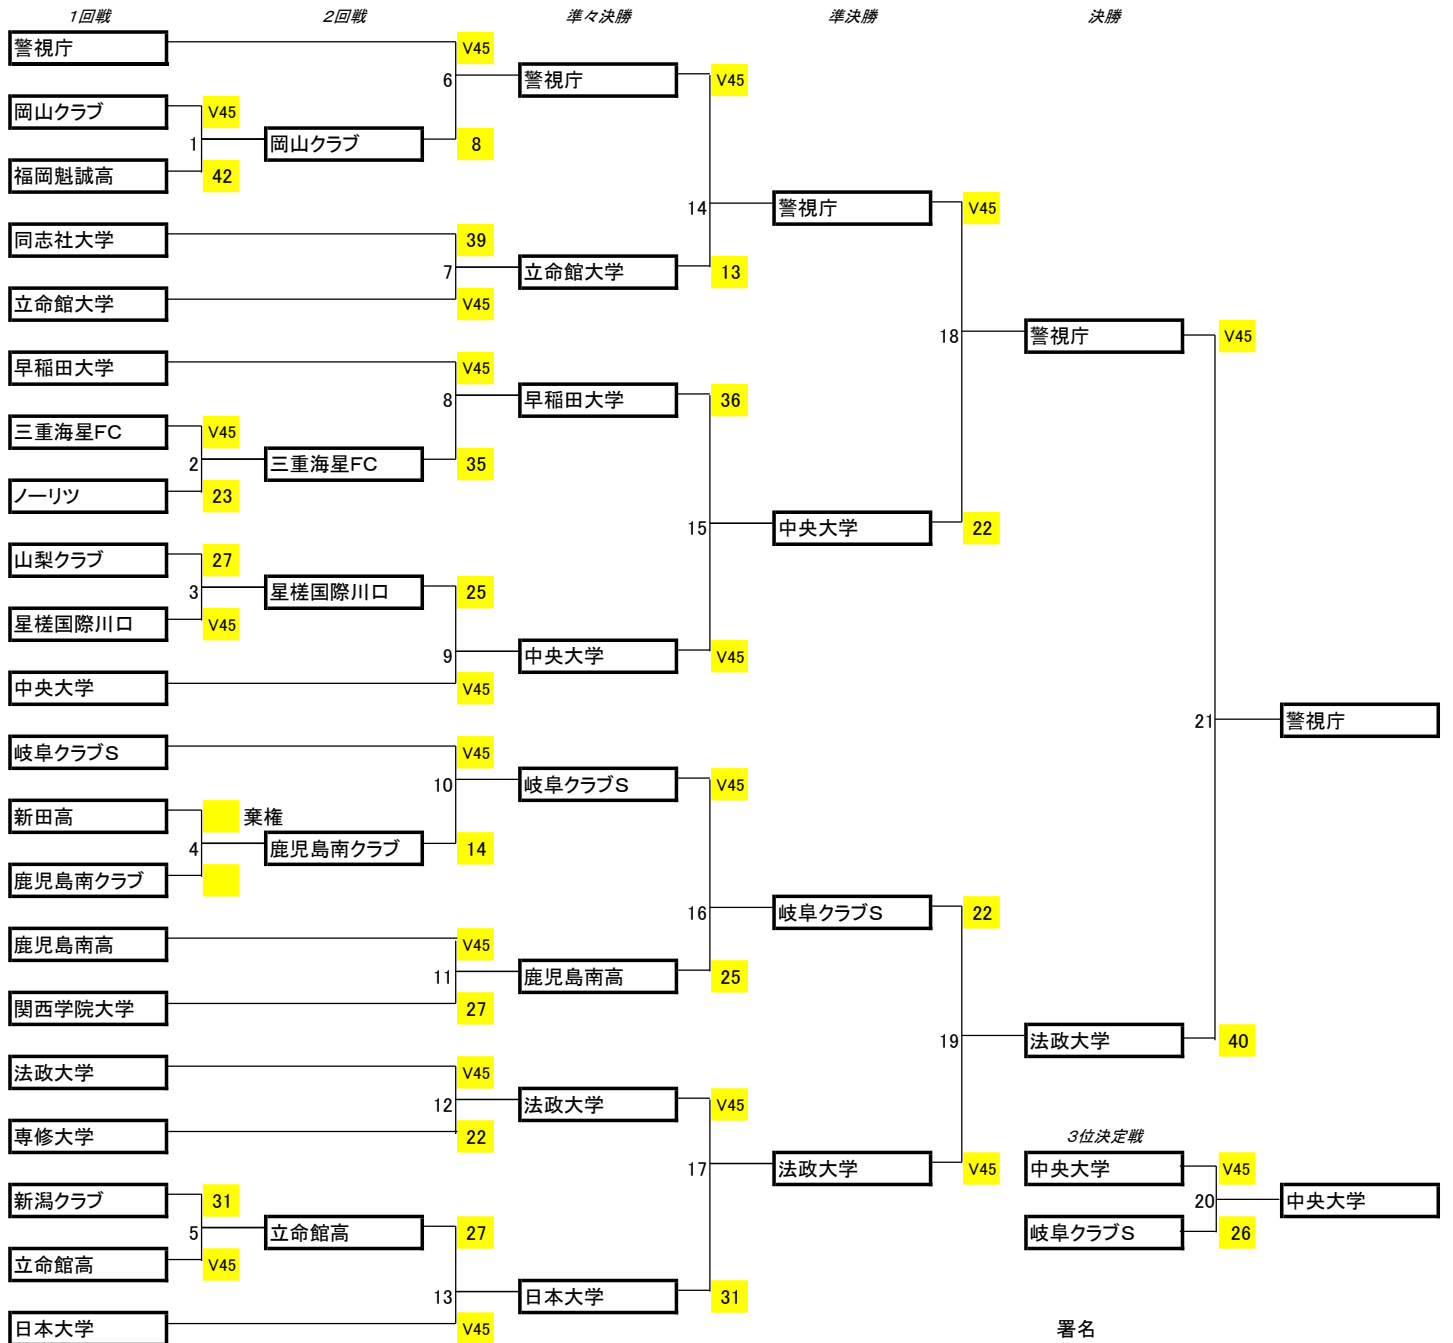 1回戦 2回戦 準々決勝 準決勝 決勝
警視庁 V45
6 警視庁 V45
岡山クラブ V45
1 岡山クラブ 8
福岡魁誠高 42
14 警視庁 V45
同志社大学 39
7 立命館大学 13
立命館大学 V45
18 警視庁 V45
早稲田大学 V45
8 早稲田大学 36
三重海星FC V45
2 三重海星FC 35
ノーリツ 23
15 中央大学 22
山梨クラブ 27
3 星槎国際川口 25
星槎国際川口 V45
9 中央大学 V45
中央大学 V45
21 警視庁
岐阜クラブS V45
10 岐阜クラブS V45
新田高 棄権
4 鹿児島南クラブ 14
鹿児島南クラブ
16 岐阜クラブS 22
鹿児島南高 V45
11 鹿児島南高 25
関西学院大学 27
19 法政大学 40
法政大学 V45
12 法政大学 V45
専修大学 22
3位決定戦
17 法政大学 V45 中央大学 V45
新潟クラブ 31
20 中央大学
5 立命館高 27 岐阜クラブS 26
立命館高 V45
13 日本大学 31
日本大学 V45
署名